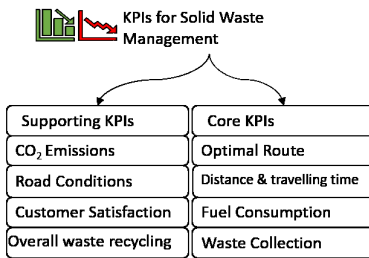 KPIs for Solid Waste
Management
Supporting KPIs
CO₂ Emissions
Road Conditions
Customer Satisfaction
Overall waste recycling
Core KPIs
Optimal Route
Distance & travelling time
Fuel Consumption
Waste Collection